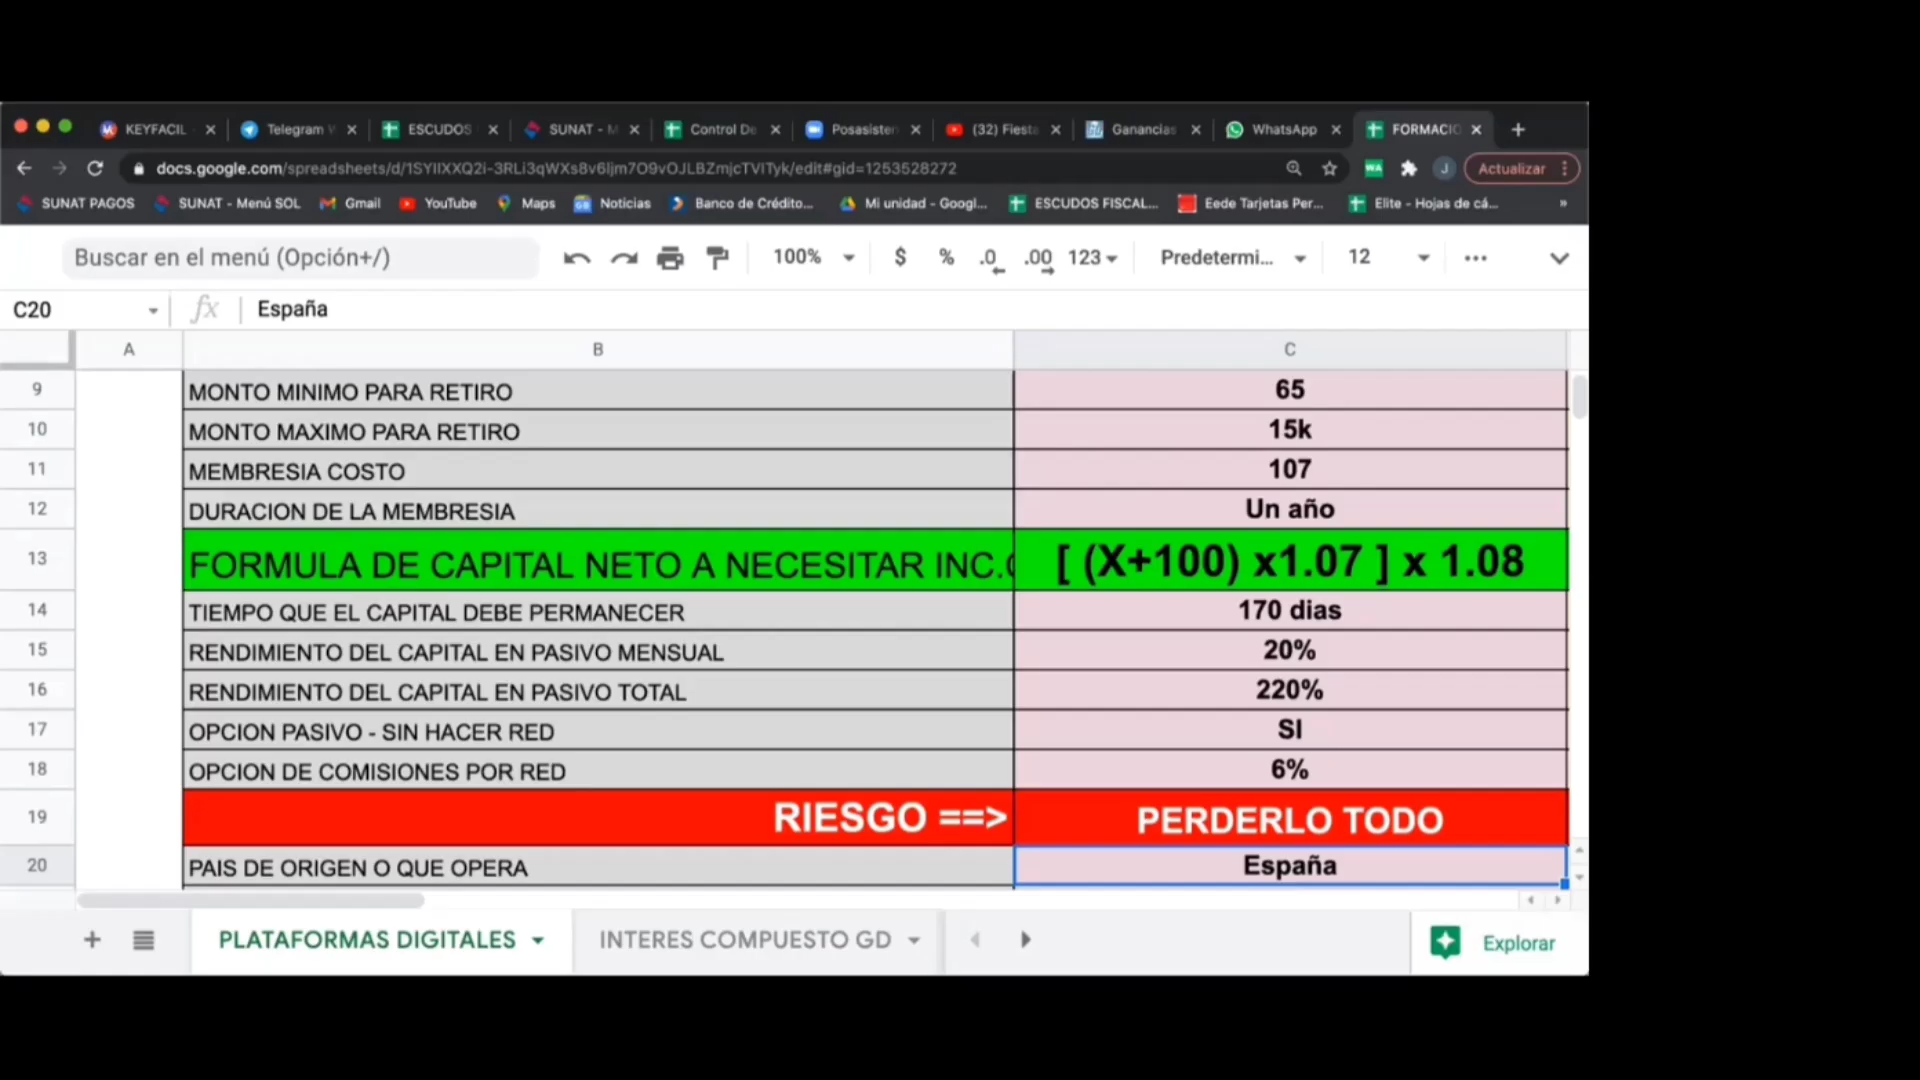 KEYFACIL
Telegram
ESCUDOS
SUNAT - M
Control De
Posasisten
(32) Fiesta
Ganancias
WhatsApp
FORMACIO
docs.google.com/spreadsheets/d/1SYIIXXQ2i-3RLi3qWXs8v6Ijm7O9vOJLBZmjcTVITyk/edit#gid=1253528272
WA
J
Actualizar
SUNAT PAGOS
SUNAT - Menú SOL
Gmail
YouTube
Maps
Noticias
Banco de Crédito...
Mi unidad - Googl...
ESCUDOS FISCAL...
Eede Tarjetas Per...
Elite - Hojas de cá...
»
Buscar en el menú (Opción+/)
100%
$
%
.0
.00
123
Predetermi...
12
C20
fx
España
A
B
C
9 MONTO MINIMO PARA RETIRO 65
10 MONTO MAXIMO PARA RETIRO 15k
11 MEMBRESIA COSTO 107
12 DURACION DE LA MEMBRESIA Un año
13 FORMULA DE CAPITAL NETO A NECESITAR INC. [ (X+100) x1.07 ] x 1.08
14 TIEMPO QUE EL CAPITAL DEBE PERMANECER 170 dias
15 RENDIMIENTO DEL CAPITAL EN PASIVO MENSUAL 20%
16 RENDIMIENTO DEL CAPITAL EN PASIVO TOTAL 220%
17 OPCION PASIVO - SIN HACER RED SI
18 OPCION DE COMISIONES POR RED 6%
19 RIESGO ==> PERDERLO TODO
20 PAIS DE ORIGEN O QUE OPERA España
PLATAFORMAS DIGITALES
INTERES COMPUESTO GD
Explorar